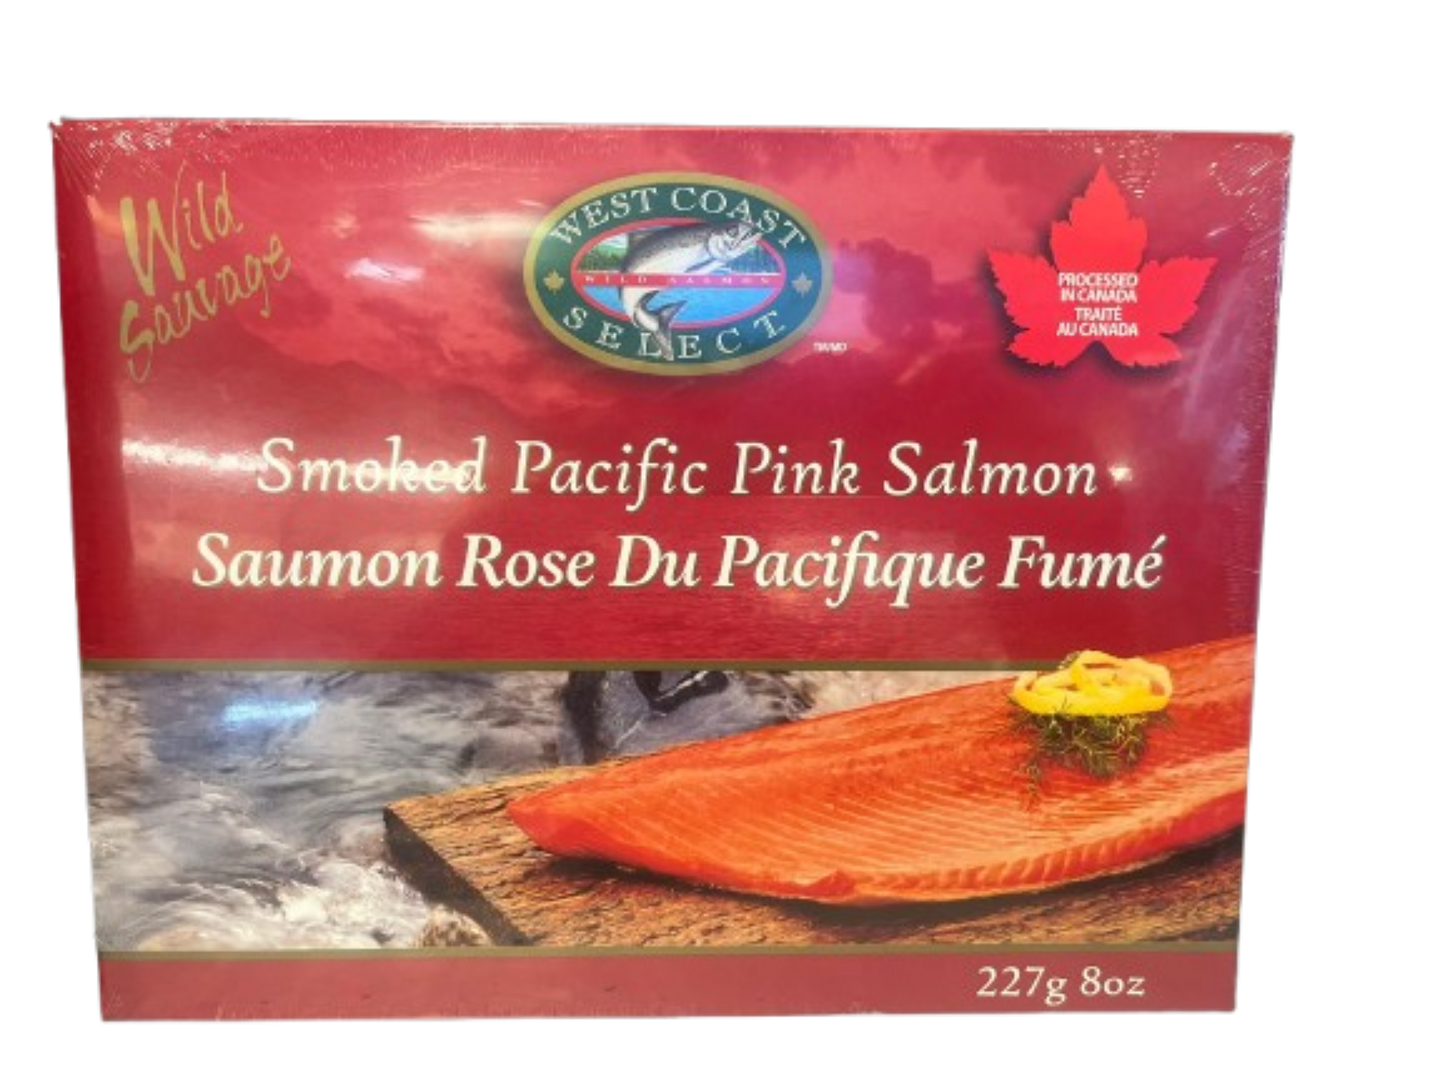 Wild
Sauvage
WEST COAST
WILD SALMON
SELECT
TM/MD
PROCESSED
IN CANADA
TRAITÉ
AU CANADA
Smoked Pacific Pink Salmon
Saumon Rose Du Pacifique Fumé
227g 8oz